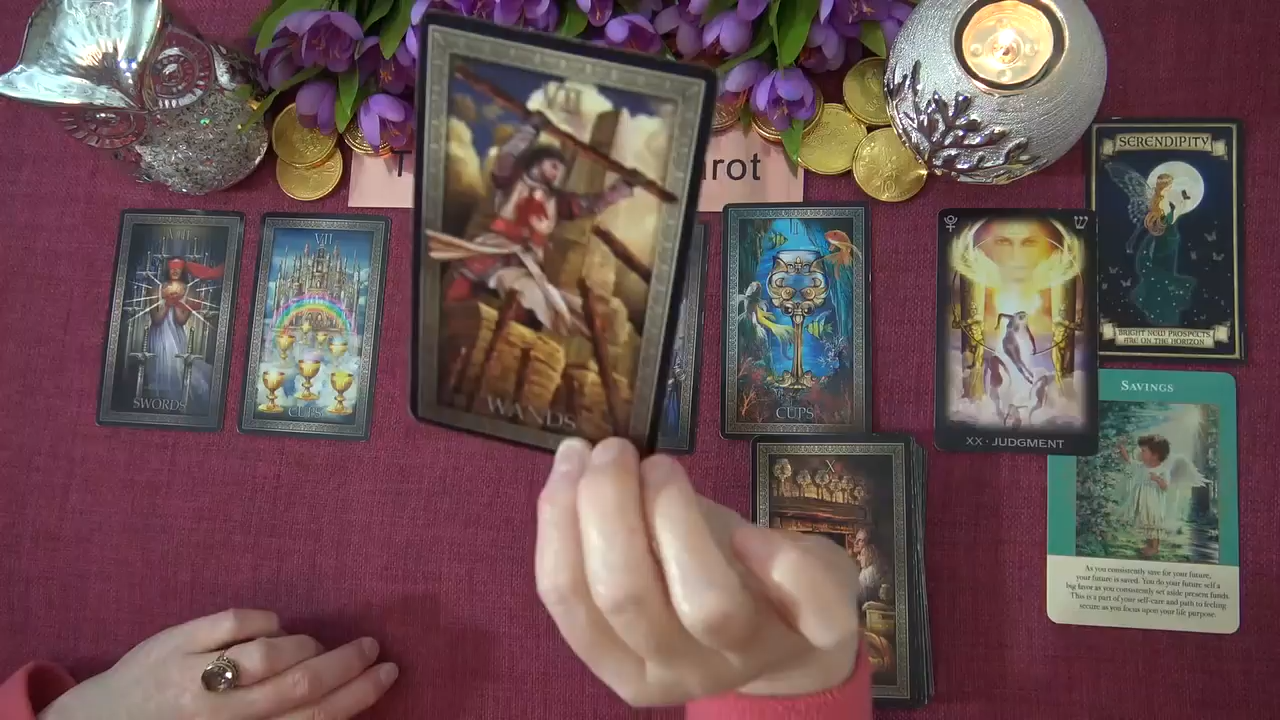 T
arot
VIII
SWORDS
VII
CUPS
VII
WANDS
II
CUPS
XX · JUDGMENT
SERENDIPITY
BRIGHT NEW PROSPECTS
ARE ON THE HORIZON
X
SAVINGS
As you consistently save for your future,
your future is saved. You do your future self a
big favor as you consistently set aside present funds.
This is a part of your self-care and path to feeling
secure as you focus upon your life purpose.
10